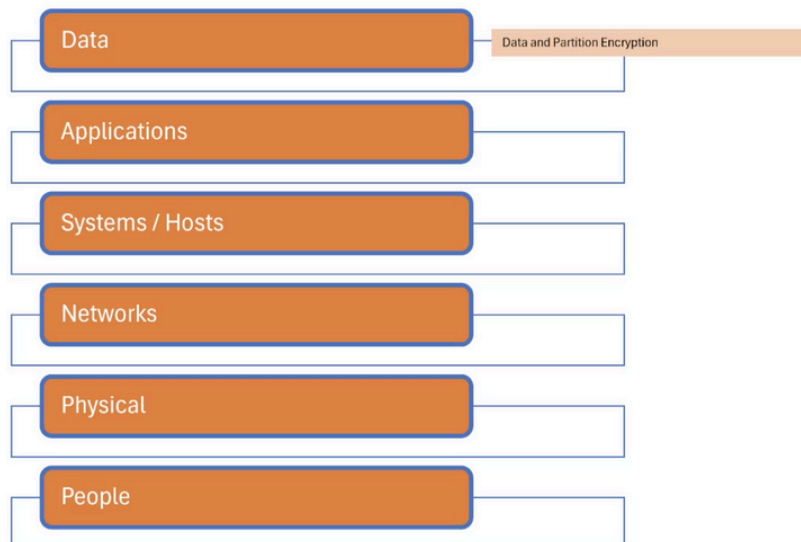 Data
Data and Partition Encryption
Applications
Systems / Hosts
Networks
Physical
People